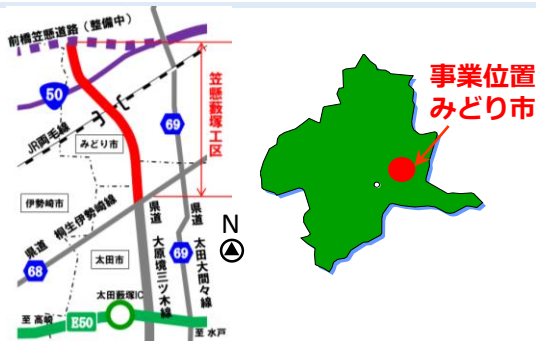 前橋笠懸道路（整備中）
50
JR両毛線
69
みどり市
笠懸藪塚工区
伊勢崎市
県道 桐生伊勢崎線
68
太田市
県道 大原境三ツ木線
県道 太田大間々線
69
N
太田藪塚IC
至 高崎
E50
至 水戸
事業位置
みどり市